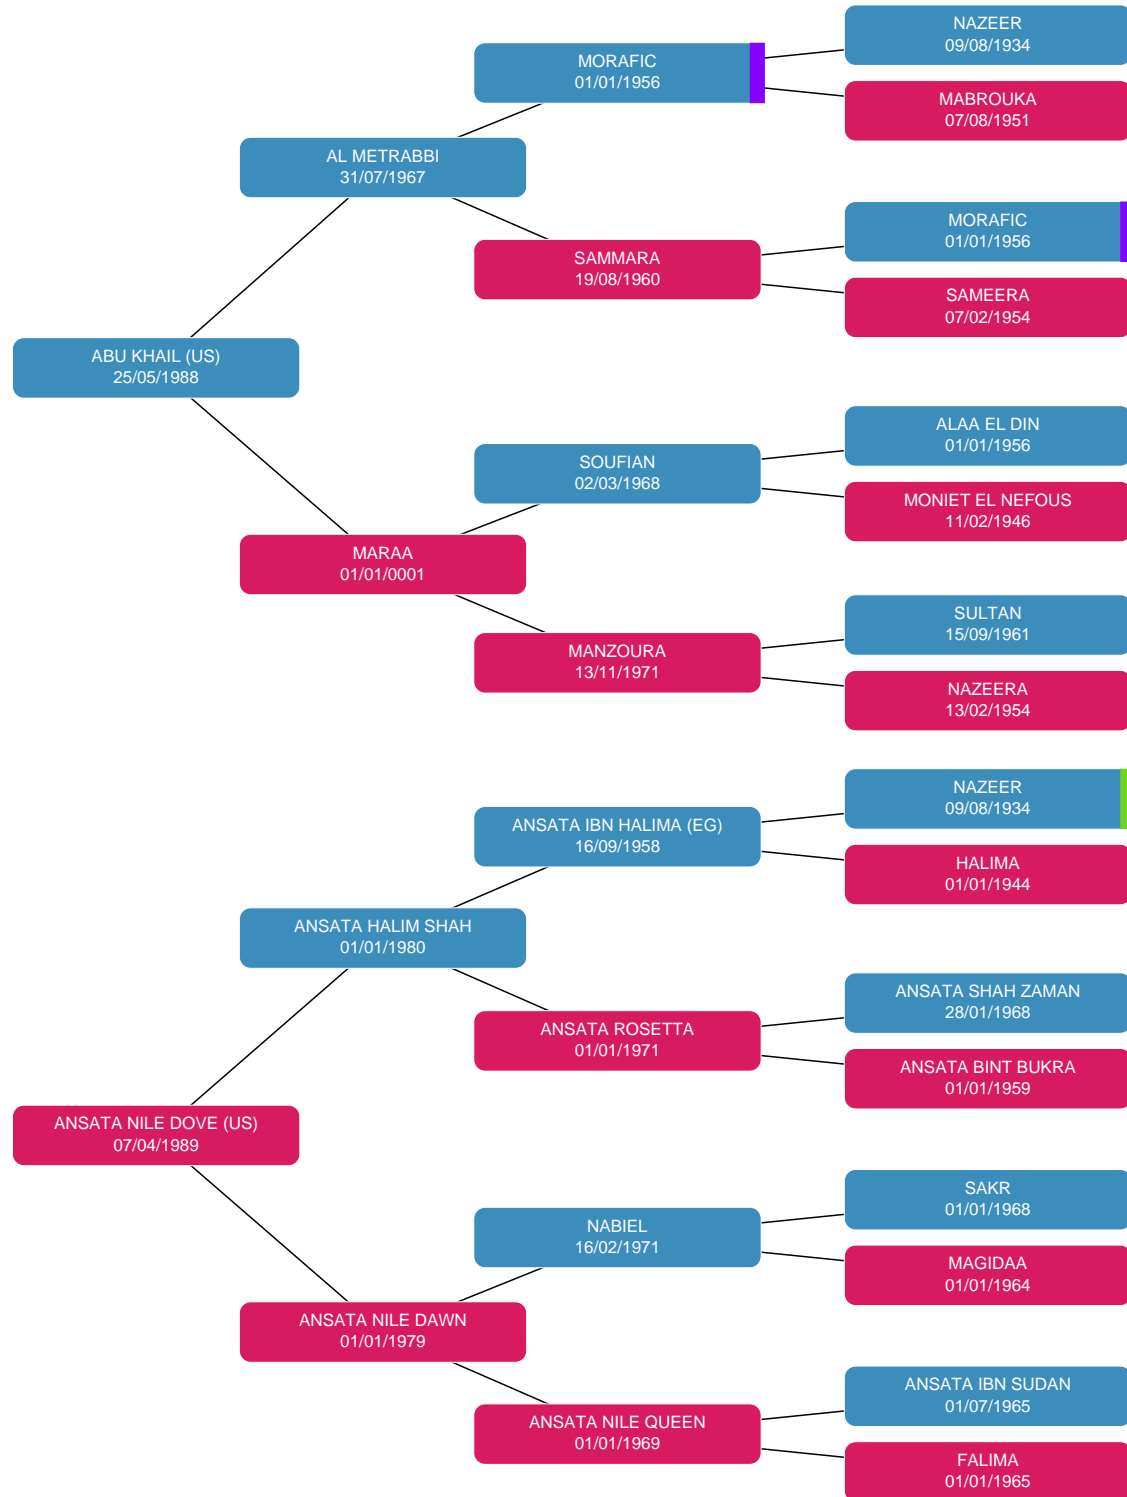 NAZEER
09/08/1934
MORAFIC
01/01/1956
MABROUKA
07/08/1951
AL METRABBI
31/07/1967
MORAFIC
01/01/1956
SAMMARA
19/08/1960
SAMEERA
07/02/1954
ABU KHAIL (US)
25/05/1988
ALAA EL DIN
01/01/1956
SOUFIAN
02/03/1968
MONIET EL NEFOUS
11/02/1946
MARAA
01/01/0001
SULTAN
15/09/1961
MANZOURA
13/11/1971
NAZEERA
13/02/1954
NAZEER
09/08/1934
ANSATA IBN HALIMA (EG)
16/09/1958
HALIMA
01/01/1944
ANSATA HALIM SHAH
01/01/1980
ANSATA SHAH ZAMAN
28/01/1968
ANSATA ROSETTA
01/01/1971
ANSATA BINT BUKRA
01/01/1959
ANSATA NILE DOVE (US)
07/04/1989
SAKR
01/01/1968
NABIEL
16/02/1971
MAGIDAA
01/01/1964
ANSATA NILE DAWN
01/01/1979
ANSATA IBN SUDAN
01/07/1965
ANSATA NILE QUEEN
01/01/1969
FALIMA
01/01/1965